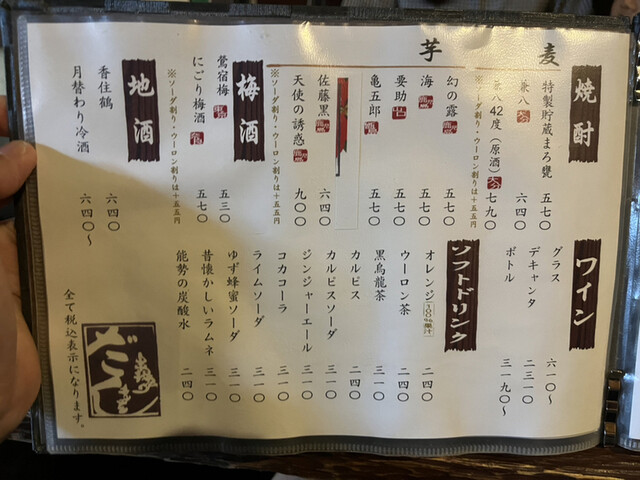 焼酎
麦
特製貯蔵まろ甕 五七〇
兼八 六四〇
兼八42度（原酒） 七九〇
※ソーダ割り・ウーロン割りは＋五五円
芋
幻の露 五七〇
海 五七〇
要助 五七〇
亀五郎 五七〇
佐藤黒 六四〇
天使の誘惑 九〇〇
※ソーダ割り・ウーロン割りは＋五五円
梅酒
鶯宿梅 五三〇
にごり梅酒 五七〇
※ソーダ割り・ウーロン割りは＋五五円
地酒
香住鶴 六四〇
月替わり冷酒 六四〇～
ワイン
グラス 六一〇～
デキャンタ 二三一〇
ボトル 三一九〇～
ソフトドリンク
オレンジ 100%果汁 二四〇
ウーロン茶 二四〇
黒烏龍茶 三一〇
カルピス 二四〇
カルピスソーダ 三一〇
ジンジャーエール 三一〇
コカコーラ 三一〇
ライムソーダ 三一〇
ゆず蜂蜜ソーダ 三一〇
昔懐かしいラムネ 三一〇
能勢の炭酸水 二四〇
全て税込表示になります。